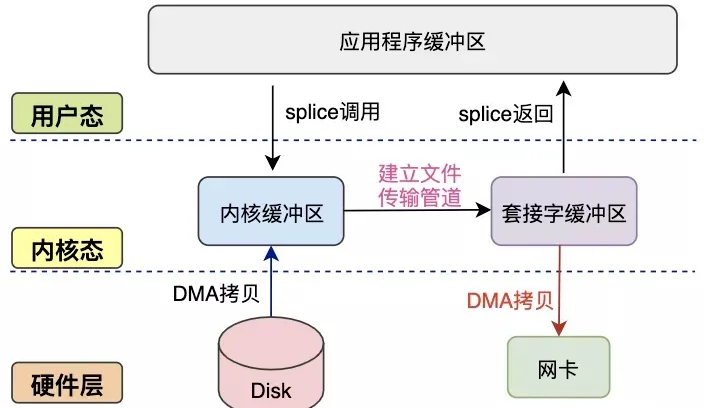 应用程序缓冲区
splice调用
splice返回
用户态
建立文件
传输管道
内核缓冲区
套接字缓冲区
内核态
DMA拷贝
DMA拷贝
网卡
硬件层
Disk